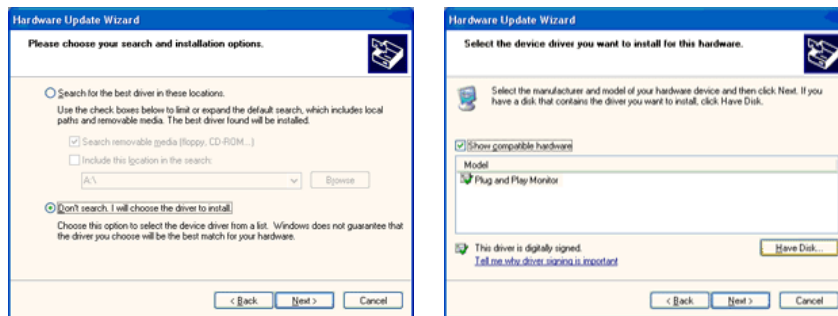 Hardware Update Wizard
Please choose your search and installation options.
Search for the best driver in these locations.
Use the check boxes below to limit or expand the default search, which includes local
paths and removable media. The best driver found will be installed.
Search removable media (floppy, CD-ROM...)
Include this location in the search:
A:\
Browse
Don't search. I will choose the driver to install.
Choose this option to select the device driver from a list. Windows does not guarantee that
the driver you choose will be the best match for your hardware.
< Back
Next >
Cancel
Hardware Update Wizard
Select the device driver you want to install for this hardware.
Select the manufacturer and model of your hardware device and then click Next. If you
have a disk that contains the driver you want to install, click Have Disk.
Show compatible hardware
Model
Plug and Play Monitor
This driver is digitally signed.
Tell me why driver signing is important
Have Disk...
< Back
Next >
Cancel